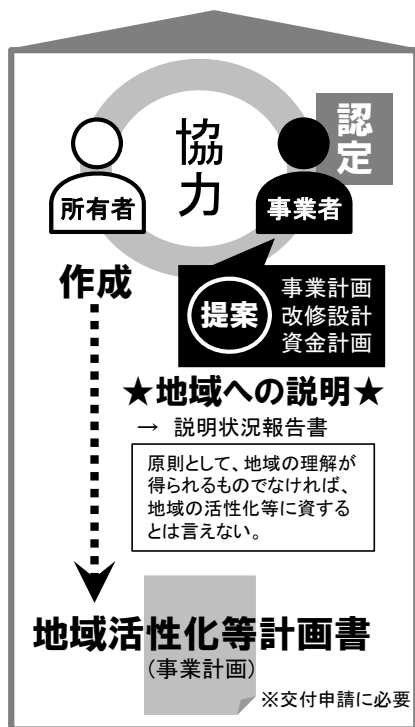 協力
認定
所有者
事業者
作成
提案
事業計画
改修設計
資金計画
★地域への説明★
→ 説明状況報告書
原則として、地域の理解が
得られるものでなければ、
地域の活性化等に資する
とは言えない。
地域活性化等計画書
(事業計画)
※交付申請に必要